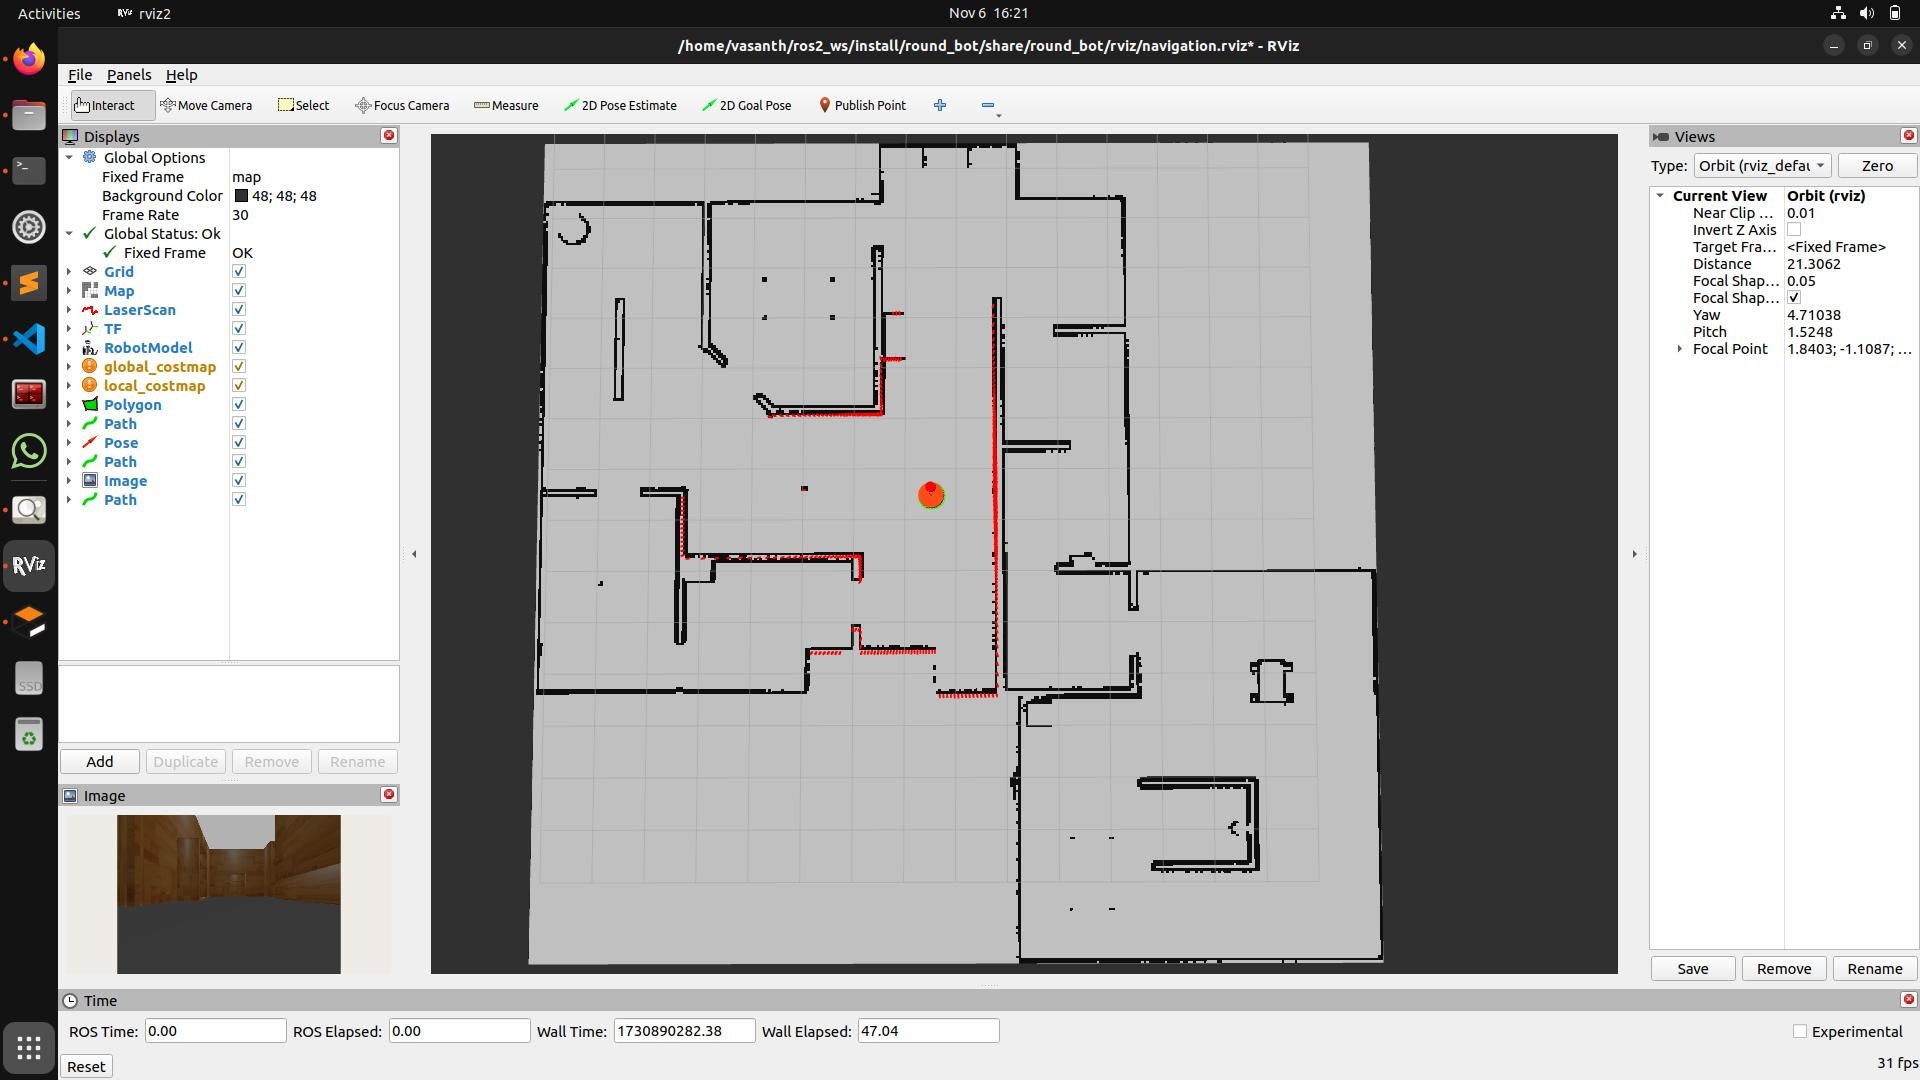 Activities
rviz2
Nov 6 16:21
/home/vasanth/ros2_ws/install/round_bot/share/round_bot/rviz/navigation.rviz* - RViz
File Panels Help
Interact Move Camera Select Focus Camera Measure 2D Pose Estimate 2D Goal Pose Publish Point
Displays
Global Options
Fixed Frame map
Background Color 48; 48; 48
Frame Rate 30
Global Status: Ok
Fixed Frame OK
Grid
Map
LaserScan
TF
RobotModel
global_costmap
local_costmap
Polygon
Path
Pose
Path
Image
Path
Add Duplicate Remove Rename
Image
Views
Type: Orbit (rviz_defau Zero
Current View Orbit (rviz)
Near Clip ... 0.01
Invert Z Axis
Target Fra... <Fixed Frame>
Distance 21.3062
Focal Shap... 0.05
Focal Shap...
Yaw 4.71038
Pitch 1.5248
Focal Point 1.8403; -1.1087; ...
Save Remove Rename
RViz
SSD
Time
ROS Time: 0.00 ROS Elapsed: 0.00 Wall Time: 1730890282.38 Wall Elapsed: 47.04 Experimental
Reset 31 fps